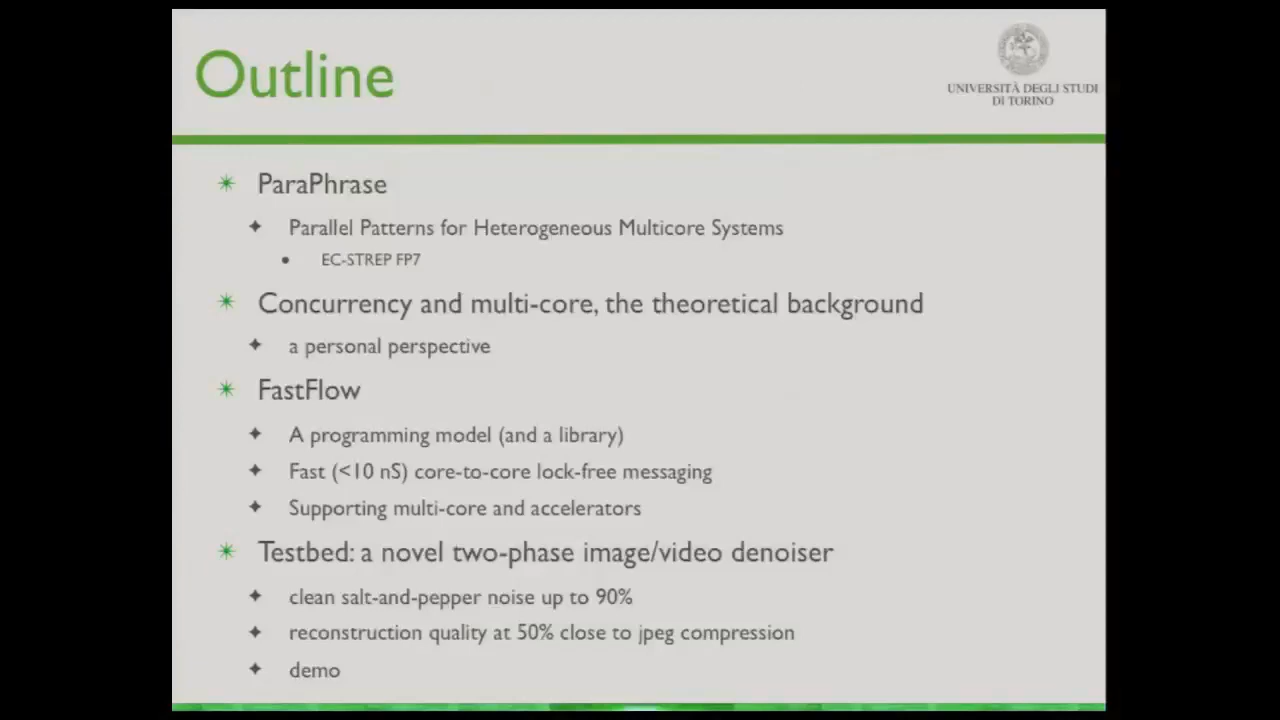 Outline
UNIVERSITÀ DEGLI STUDI
DI TORINO
ParaPhrase
Parallel Patterns for Heterogeneous Multicore Systems
EC-STREP FP7
Concurrency and multi-core, the theoretical background
a personal perspective
FastFlow
A programming model (and a library)
Fast (<10 nS) core-to-core lock-free messaging
Supporting multi-core and accelerators
Testbed: a novel two-phase image/video denoiser
clean salt-and-pepper noise up to 90%
reconstruction quality at 50% close to jpeg compression
demo